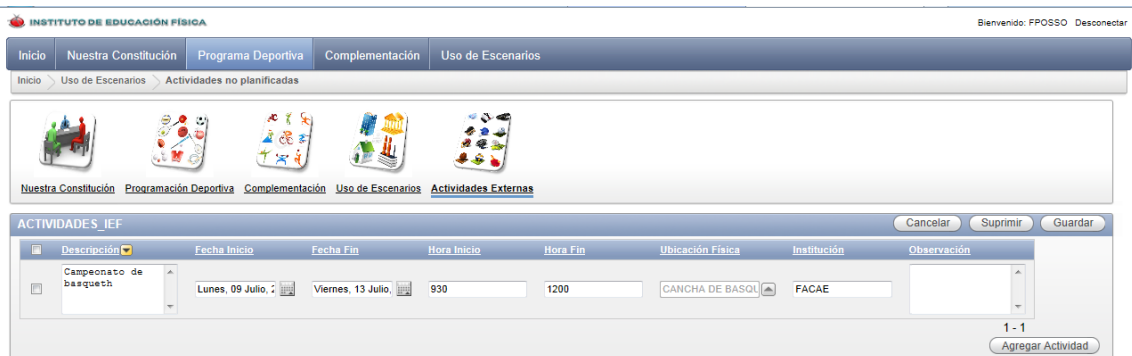 INSTITUTO DE EDUCACIÓN FÍSICA
Bienvenido: FPOSSO Desconectar
Inicio Nuestra Constitución Programa Deportiva Complementación Uso de Escenarios
Inicio Uso de Escenarios Actividades no planificadas
Nuestra Constitución Programación Deportiva Complementación Uso de Escenarios Actividades Externas
ACTIVIDADES_IEF Cancelar Suprimir Guardar
Descripción Fecha Inicio Fecha Fin Hora Inicio Hora Fin Ubicación Física Institución Observación
Campeonato de
basqueth
Lunes, 09 Julio, 2 Viernes, 13 Julio, 930 1200 CANCHA DE BASQU FACAE
1 - 1
Agregar Actividad